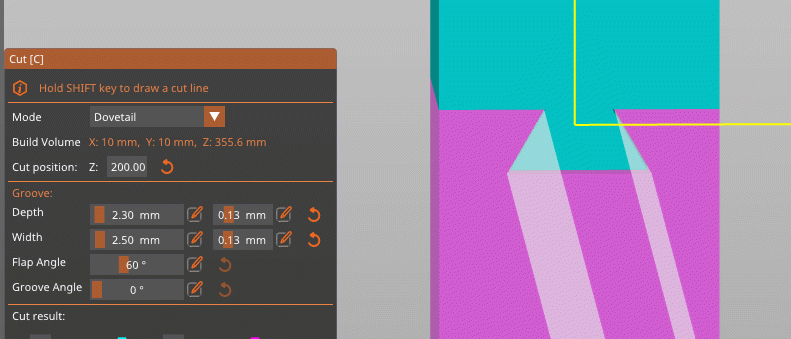 Cut [C]
Hold SHIFT key to draw a cut line
Mode Dovetail
Build Volume X: 10 mm, Y: 10 mm, Z: 355.6 mm
Cut position: Z: 200.00
Groove:
Depth 2.30 mm 0.13 mm
Width 2.50 mm 0.13 mm
Flap Angle 60 °
Groove Angle 0 °
Cut result: